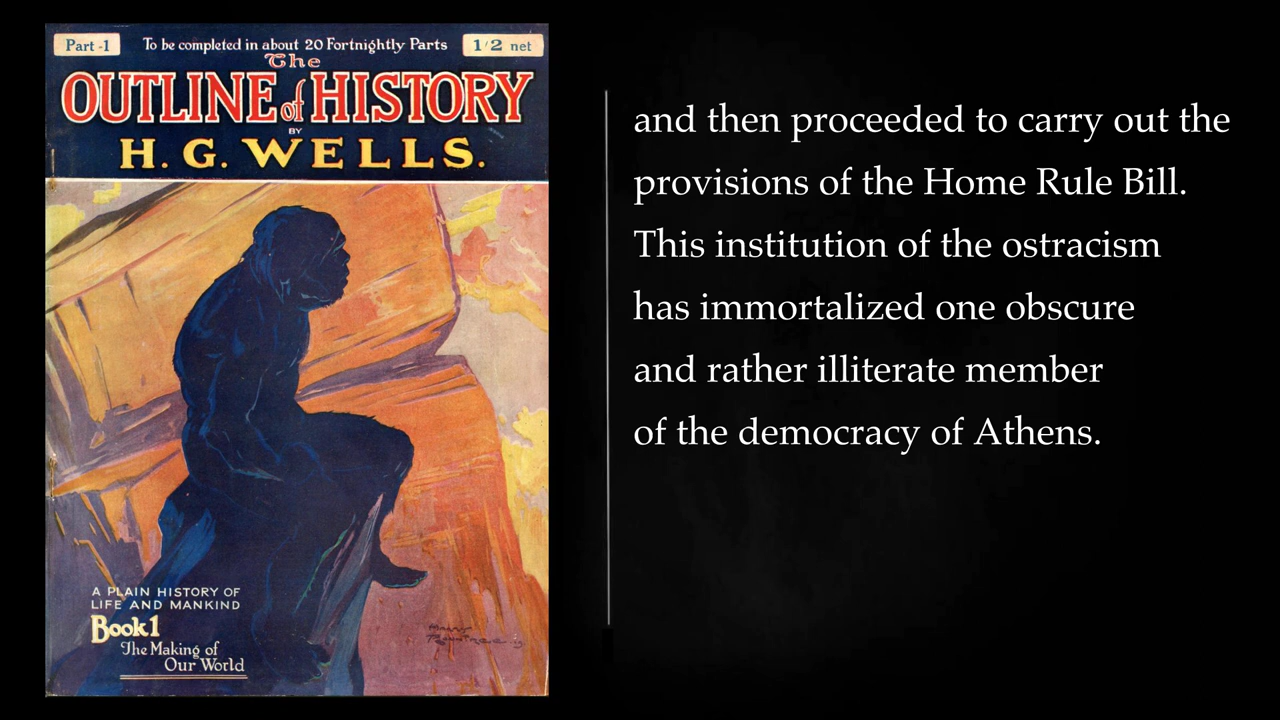 Part -1
To be completed in about 20 Fortnightly Parts
1/2 net
The
OUTLINE of HISTORY
BY
H. G. WELLS.
A PLAIN HISTORY OF
LIFE AND MANKIND
Book 1
The Making of
Our World
and then proceeded to carry out the
provisions of the Home Rule Bill.
This institution of the ostracism
has immortalized one obscure
and rather illiterate member
of the democracy of Athens.